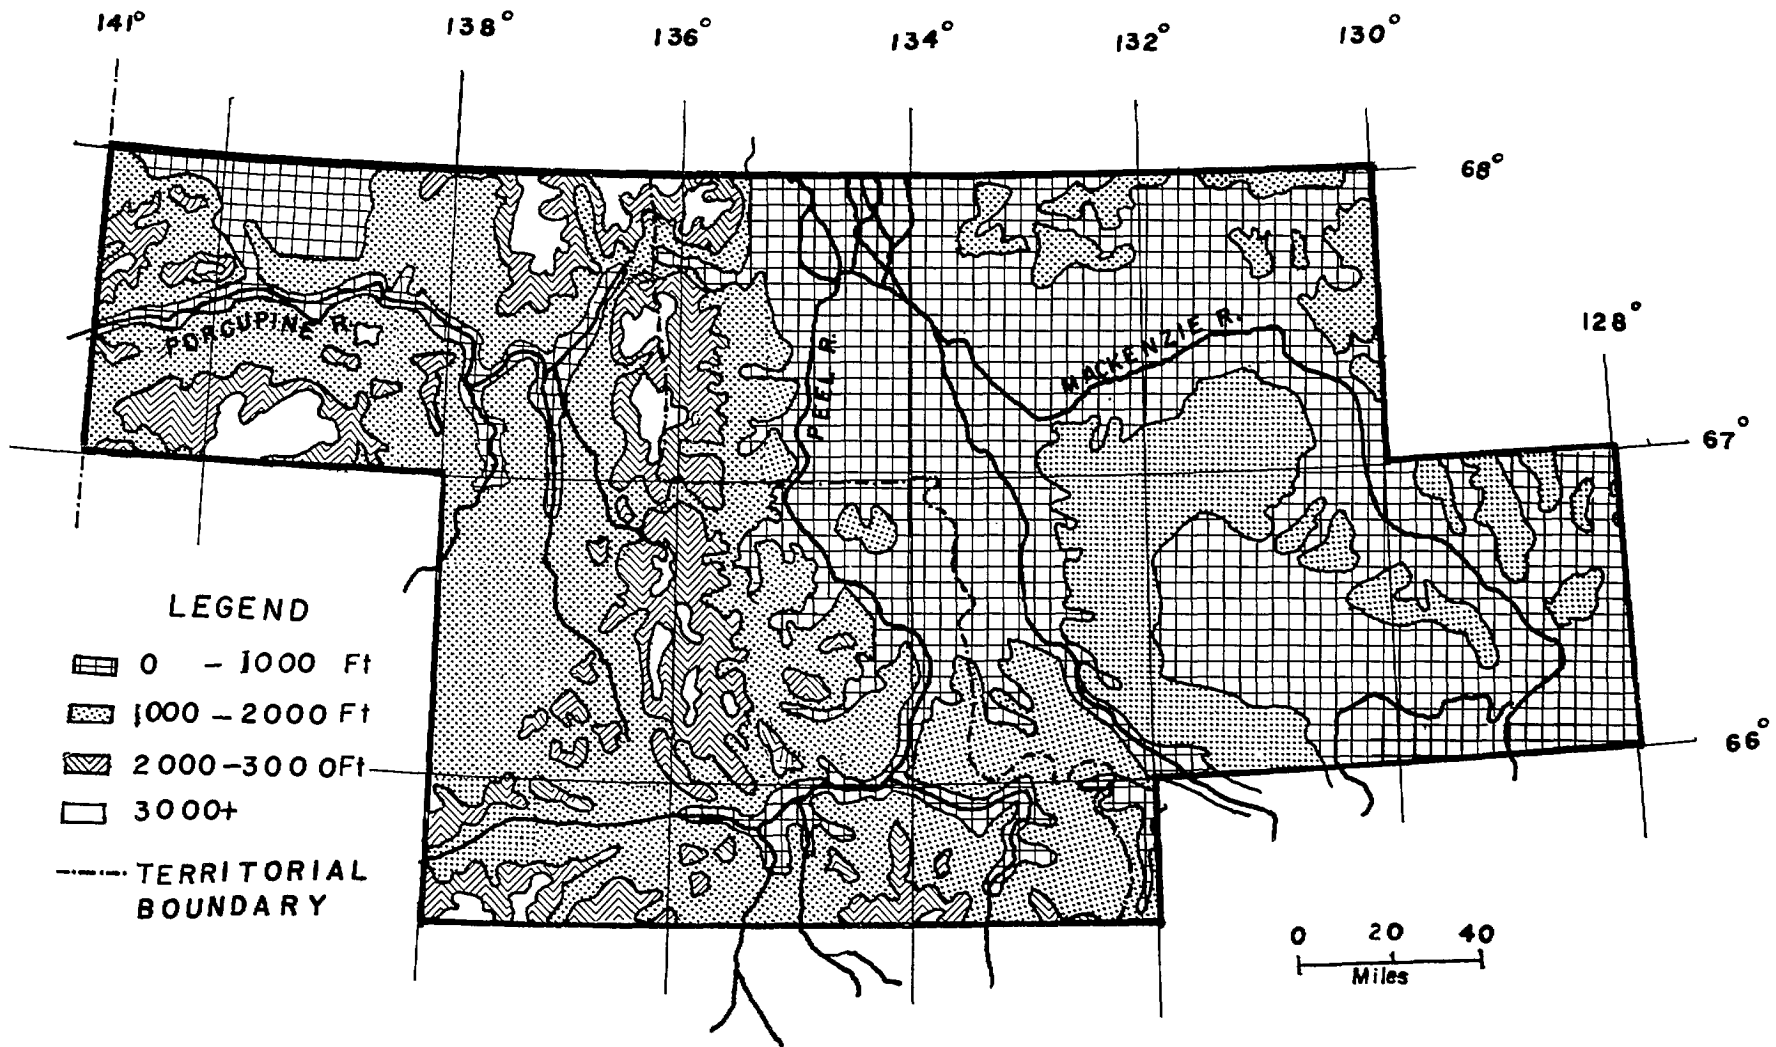 141° 138° 136° 134° 132° 130°
68°
128°
PORCUPINE R.
PEEL R.
MACKENZIE R.
67°
66°
LEGEND
0 - 1000 Ft
1000 - 2000 Ft
2000-3000Ft
3000+
TERRITORIAL
BOUNDARY
0 20 40
Miles